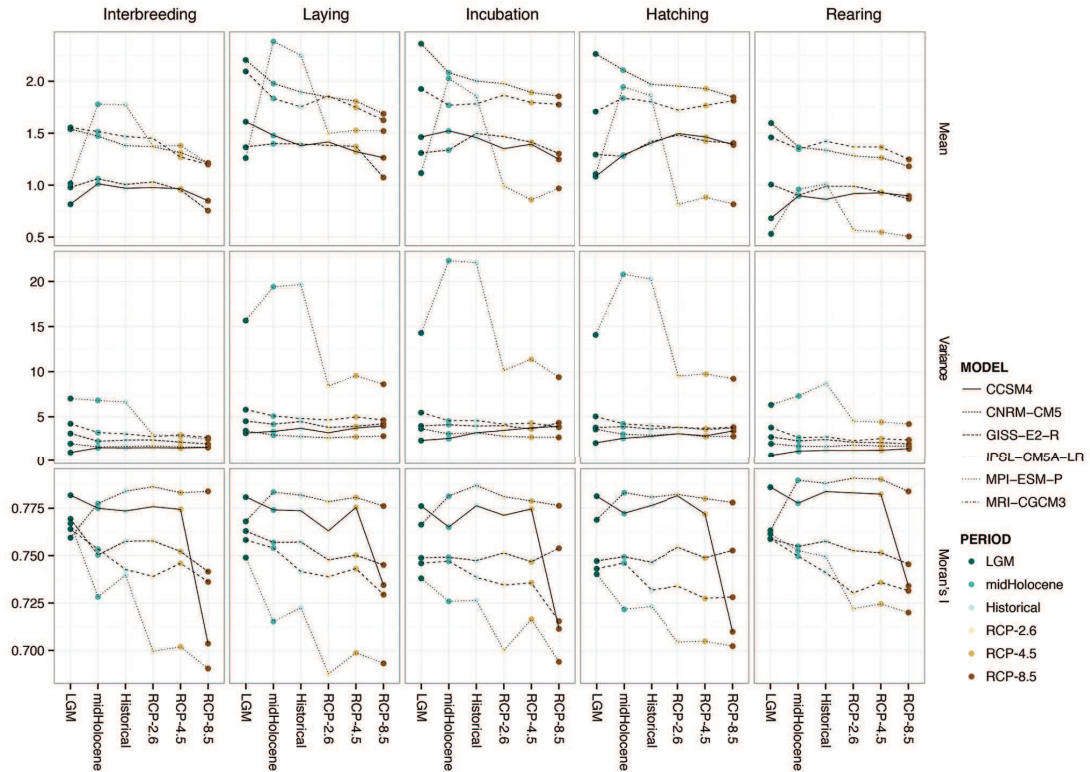 Interbreeding Laying Incubation Hatching Rearing
2.0
1.5
1.0
0.5
Mean
20
15
10
5
0
Variance
0.775
0.750
0.725
0.700
Moran's I
LGM midHolocene Historical RCP-2.6 RCP-4.5 RCP-8.5 LGM midHolocene Historical RCP-2.6 RCP-4.5 RCP-8.5 LGM midHolocene Historical RCP-2.6 RCP-4.5 RCP-8.5 LGM midHolocene Historical RCP-2.6 RCP-4.5 RCP-8.5 LGM midHolocene Historical RCP-2.6 RCP-4.5 RCP-8.5
MODEL
CCSM4
CNRM-CM5
GISS-E2-R
IPSL-CM5A-LR
MPI-ESM-P
MRI-CGCM3
PERIOD
LGM
midHolocene
Historical
RCP-2.6
RCP-4.5
RCP-8.5